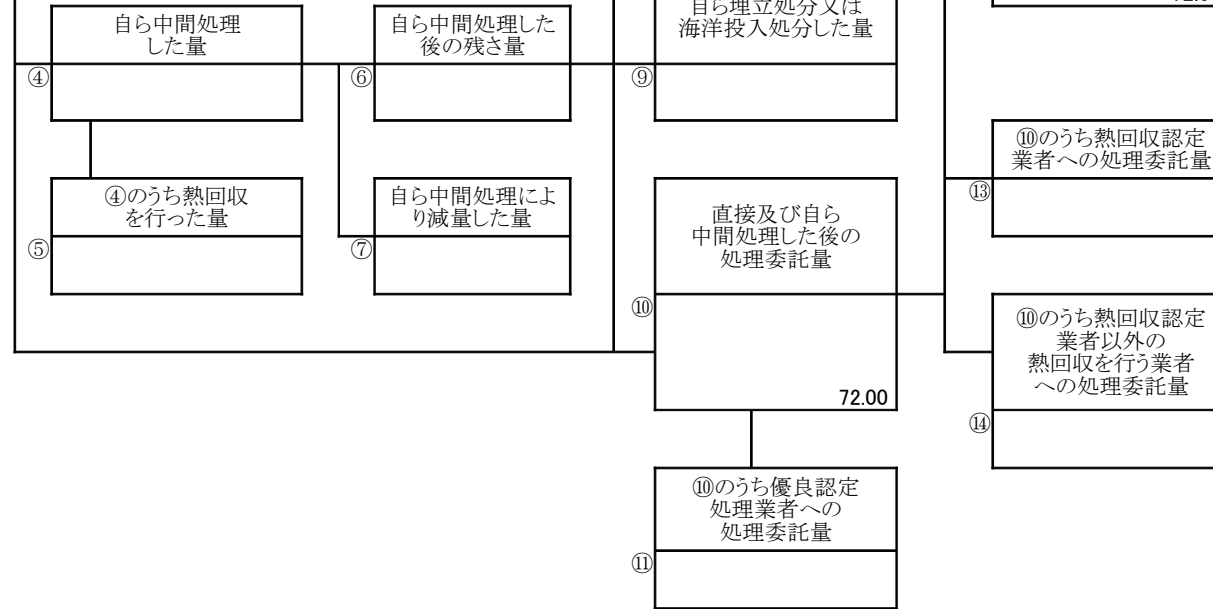 自ら中間処理
した量
④
自ら中間処理した
後の残さ量
⑥
自ら埋立処分又は
海洋投入処分した量
⑨
④のうち熱回収
を行った量
⑤
自ら中間処理によ
り減量した量
⑦
直接及び自ら
中間処理した後の
処理委託量
⑩
72.00
⑩のうち優良認定
処理業者への
処理委託量
⑪
⑩のうち熱回収認定
業者への処理委託量
⑬
⑩のうち熱回収認定
業者以外の
熱回収を行う業者
への処理委託量
⑭